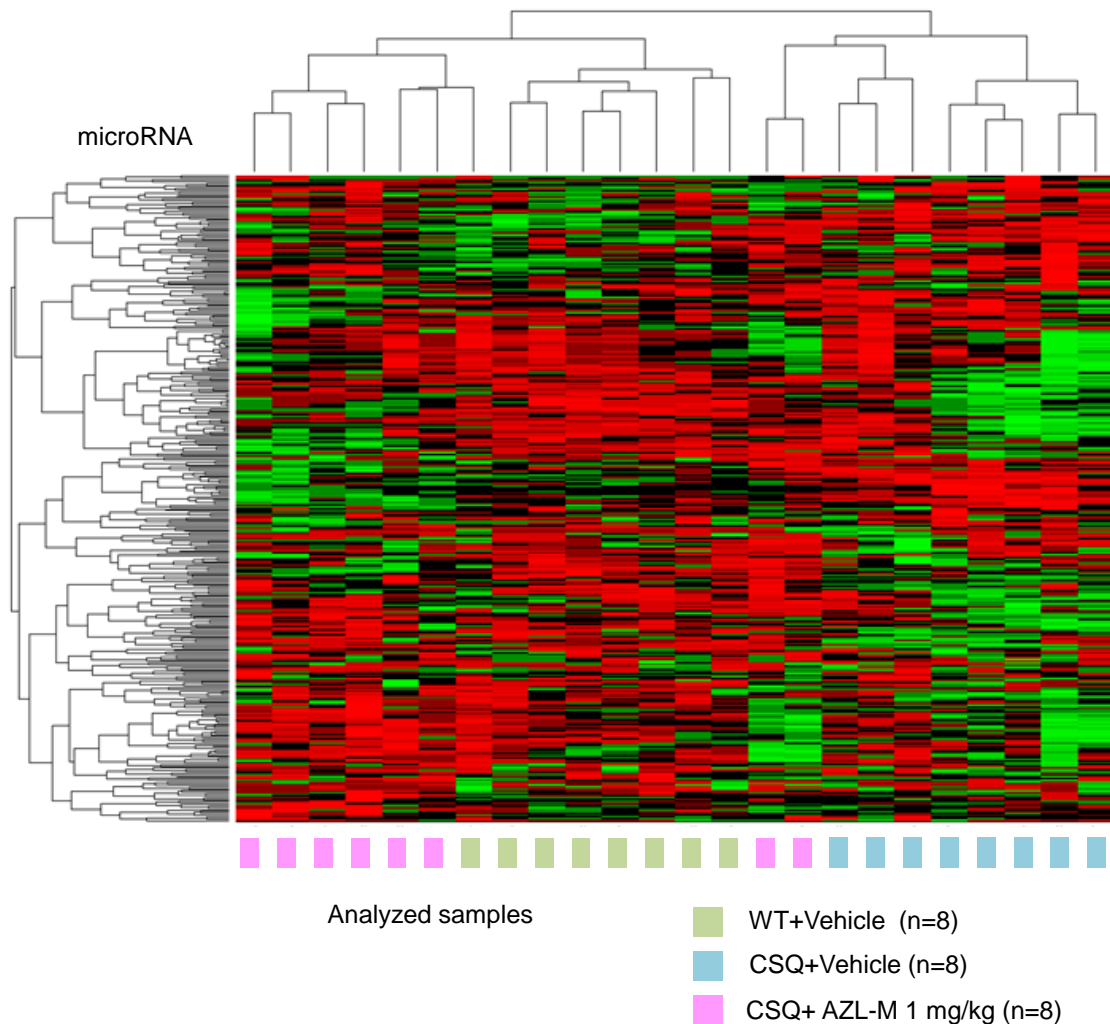 microRNA
Analyzed samples
WT+Vehicle (n=8)
CSQ+Vehicle (n=8)
CSQ+ AZL-M 1 mg/kg (n=8)